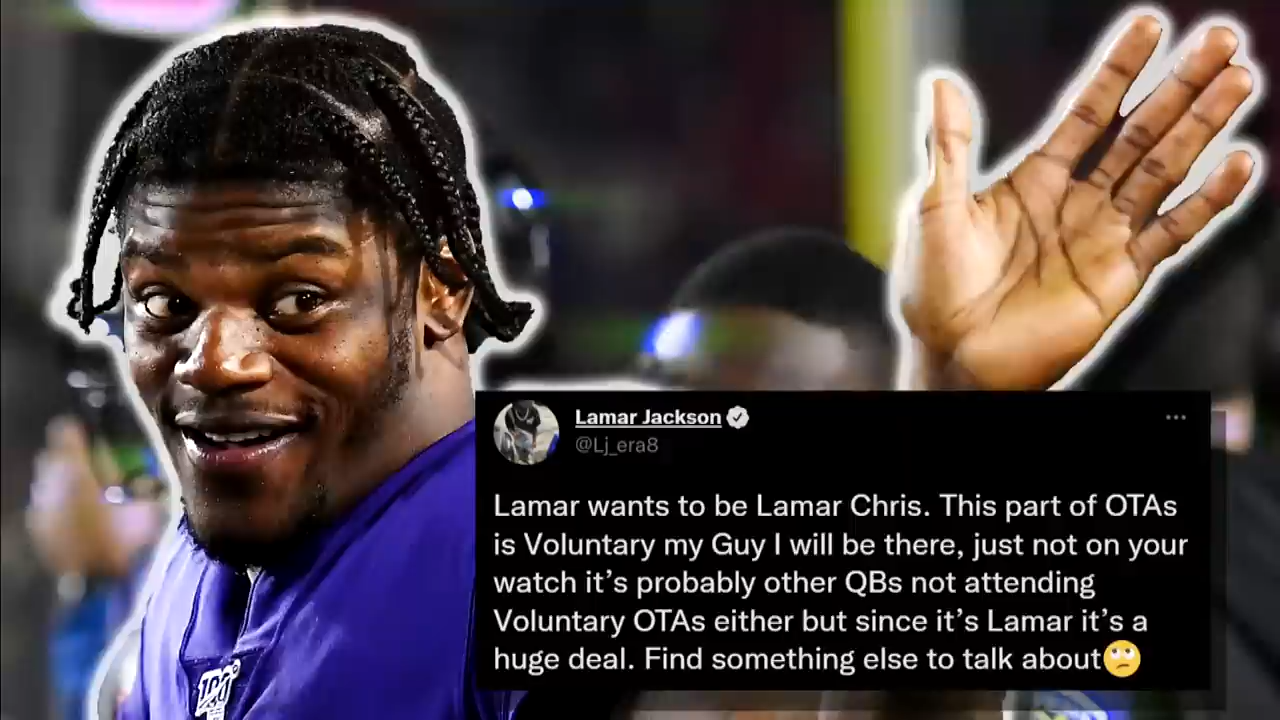 Lamar Jackson
@Lj_era8
Lamar wants to be Lamar Chris. This part of OTAs
is Voluntary my Guy I will be there, just not on your
watch it’s probably other QBs not attending
Voluntary OTAs either but since it’s Lamar it’s a
huge deal. Find something else to talk about🙄
100